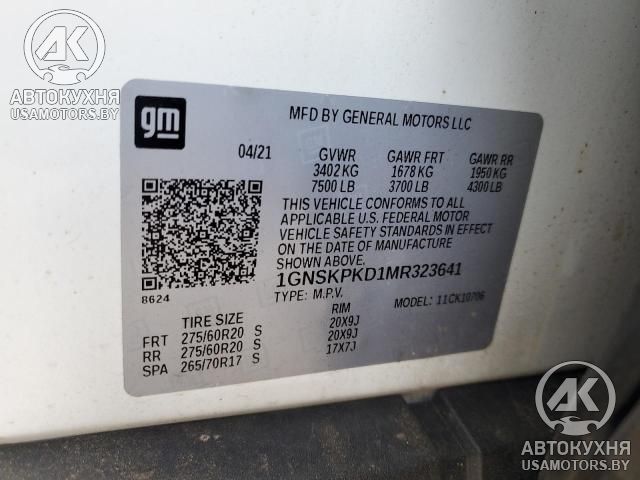 AK
АВТОКУХНЯ
USAMOTORS.BY
gm
MFD BY GENERAL MOTORS LLC
04/21 GVWR GAWR FRT GAWR RR
3402 KG 1678 KG 1950 KG
7500 LB 3700 LB 4300 LB
THIS VEHICLE CONFORMS TO ALL
APPLICABLE U.S. FEDERAL MOTOR
VEHICLE SAFETY STANDARDS IN EFFECT
ON THE DATE OF MANUFACTURE
SHOWN ABOVE.
1GNSKPKD1MR323641
8624 TYPE: M.P.V. MODEL: 11CK10706
TIRE SIZE RIM
FRT 275/60R20 S 20X9J
RR 275/60R20 S 20X9J
SPA 265/70R17 S 17X7J
AK
АВТОКУХНЯ
USAMOTORS.BY